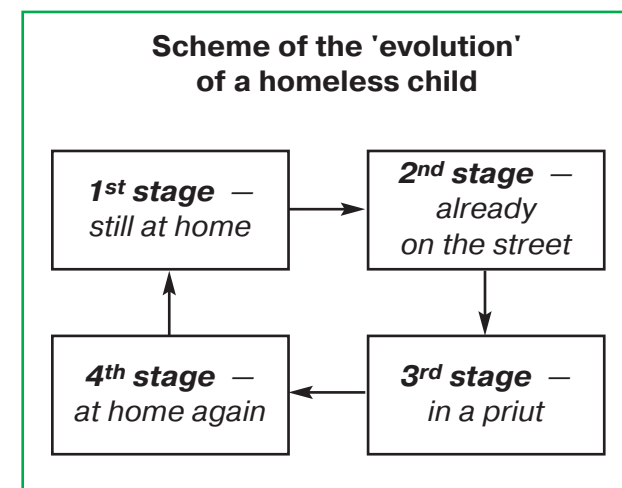 Scheme of the 'evolution'
of a homeless child
1st stage —
still at home
2nd stage —
already
on the street
4th stage —
at home again
3rd stage —
in a priut